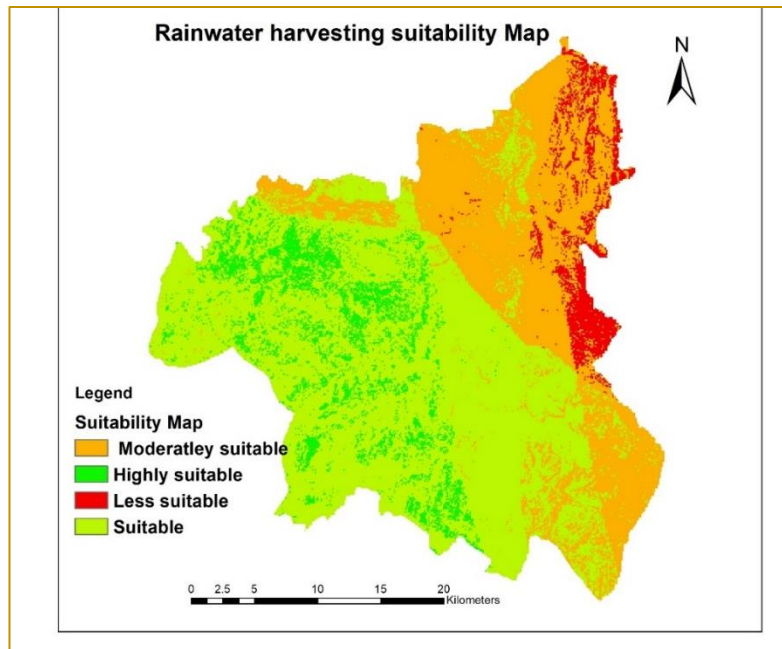 Rainwater harvesting suitability Map
N
Legend
Suitability Map
Moderatley suitable
Highly suitable
Less suitable
Suitable
0 2.5 5 10 15 20
Kilometers